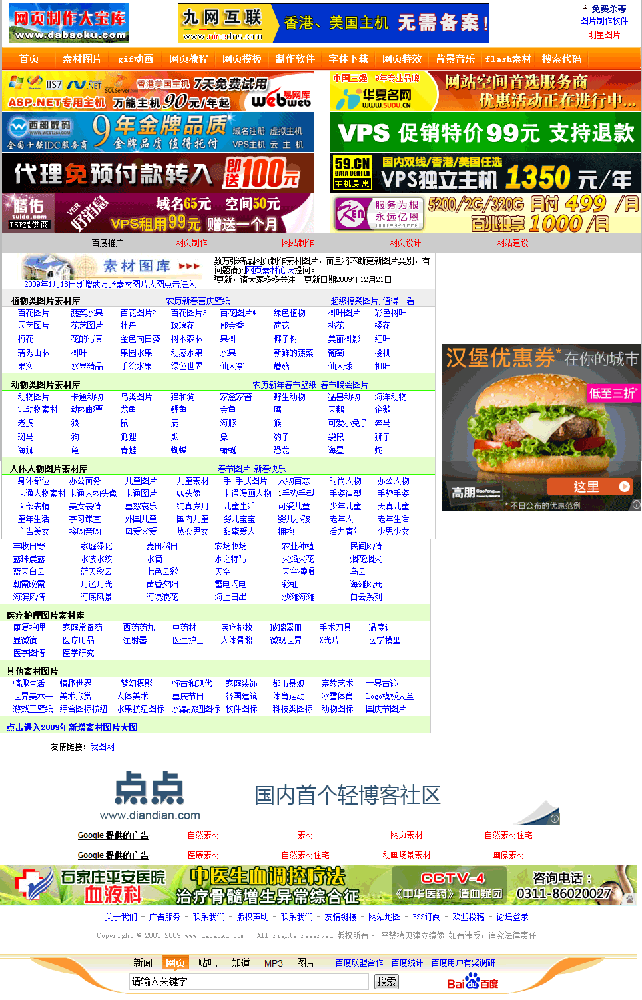 网页制作大宝库
www.dabaoku.com
九网互联
www.ninedns.com
香港、美国主机 无需备案!
免费杀毒
图片制作软件
明星图片
首页 素材图片 gif动画 网页教程 网页模板 制作软件 字体下载 网页特效 背景音乐 flash素材 搜索代码
IIS7 .NET SQL Server 香港美国主机 7天免费试用
ASP.NET专用主机 万能主机90元/年起 易网库 webweb
中国三强 9年专业品牌
华夏名网
www.SUDU.CN
网站空间首选服务商
优惠活动正在进行中...
西部数码
WWW.WEST263.COM
全国十强IDC服务商
9年金牌品质
金牌品质 值得托付
域名注册 虚拟主机
VPS主机 云主机
VPS 促销特价99元 支持退款
代理免预付款转入 即送100元
59.CN
DATA CENTER
主机最惠
国内双线/香港/美国任选
VPS独立主机 1350 元/年
腾佑
tuidc.com
ISP提供商
VER
好消息
域名65元 空间50元
VPS租用99元 赠送一个月
Ken
WWW.ENKJ.COM
服务为根
永远亿恩
5200/2G/320G 月付 499 /月
百兆独享 1000 /月
百度推广 网页制作 网站制作 网页设计 网站建设
素材图库
2009年1月18日新增数万张素材图片大图点击进入
数万张精品网页制作素材图片，而且将不断更新图片类别，有
问题请到网页素材论坛提问。
更新，请大家多多关注。更新日期2009年12月21日。
植物类图片素材库 农历新春喜庆壁纸 超级搞笑图片,值得一看
百花图片 蔬菜水果 百花图片2 百花图片3 百花图片4 绿色植物 树叶图片 彩色树叶
园艺图片 花艺图片 牡丹 玫瑰花 郁金香 荷花 桃花 樱花
梅花 花的写真 金色向日葵 树木森林 果树 椰子树 美丽树影 红叶
清秀山林 树叶 果园水果 动感水果 水果 新鲜的蔬菜 葡萄 樱桃
果实 水果精品 手绘水果 绿色世界 仙人掌 蘑菇 仙人球 枫叶
动物类图片素材库 农历新年春节壁纸 春节晚会图片
动物图片 卡通动物 鸟类图片 猫和狗 家禽家畜 野生动物 猛兽动物 海洋动物
3d动物素材 动物邮票 龙鱼 鲤鱼 金鱼 鹰 天鹅 企鹅
老虎 狼 鼠 鹿 海豚 猴 可爱小兔子 奔马
斑马 狗 狐狸 熊 象 豹子 袋鼠 狮子
海狮 龟 青蛙 蝴蝶 蜻蜓 恐龙 海星 蛇
汉堡优惠券* 在你的城市
低至三折*
高朋 GaoPeng.com
这里
* 不日公布的优惠范例
人体人物图片素材库 春节图片 新春快乐
身体部位 办公商务 儿童图片 儿童素材 手 手式图片 人物百态 时尚人物 办公人物
卡通人物素材 卡通人物头像 卡通图片 QQ头像 卡通漫画人物 1手势手型 手姿造型 手势手姿
面部表情 美女表情 喜怒哀乐 纯真岁月 儿童生活 可爱儿童 少年儿童 天真儿童
童年生活 学习课堂 外国儿童 国内儿童 婴儿宝宝 婴儿小孩 老年人 老年生活
广告美女 接吻亲吻 母爱父爱 热恋男女 甜蜜爱人 拥抱 活力青年 少男少女
丰收田野 家庭绿化 麦田稻田 农场牧场 农业种植 民间风情
露珠晨露 水波水纹 水滴 水之特写 火焰火花 烟花烟火
蓝天白云 蓝天彩云 七色云彩 天空 天空横幅 乌云
朝霞晚霞 月色月光 黄昏夕阳 雷电闪电 彩虹 海滩风光
海滨风情 海底风景 海浪浪花 海上日出 沙滩海滩 白云系列
医疗护理图片素材库
康复护理 家庭常备药 西药药丸 中药材 医疗抢救 玻璃器皿 手术刀具 温度计
显微镜 医疗用品 注射器 医生护士 人体骨骼 微观世界 X光片 医学模型
医学图谱 医学研究
其他素材图片
情趣生活 情趣世界 梦幻摄影 怀古和现代 家庭装饰 都市景观 宗教艺术 世界古迹
世界美术一 美术欣赏 人体美术 喜庆节日 各国建筑 体育运动 冰雪体育 logo模板大全
游戏王壁纸 综合图标按纽 水果按纽图标 水晶按纽图标 软件图标 科技类图标 动物图标 国庆节图片
点击进入2009年新增素材图片大图
友情链接：我图网
点点
www.diandian.com
国内首个轻博客社区
Google 提供的广告 自然素材 素材 网页素材 自然素材住宅
Google 提供的广告 医療素材 自然素材住宅 动画场景素材 画像素材
石家庄平安医院
血液科
中医生血调控疗法
治疗骨髓增生异常综合征
CCTV-4
《中华医药》造血疑团
咨询电话：
0311-86020027
关于我们 - 广告服务 - 联系我们 - 版权声明 - 联系我们 - 友情链接 - 网站地图 - RSS订阅 - 欢迎投稿 - 论坛登录
Copyright © 2003-2009 www.dabaoku.com . All rights reserved.版权所有· 严禁拷贝建立镜像.如有违反，追究法律责任
新闻 网页 贴吧 知道 MP3 图片 百度联盟合作 百度统计 百度用户有奖调研
请输入关键字 搜索 Bai du 百度